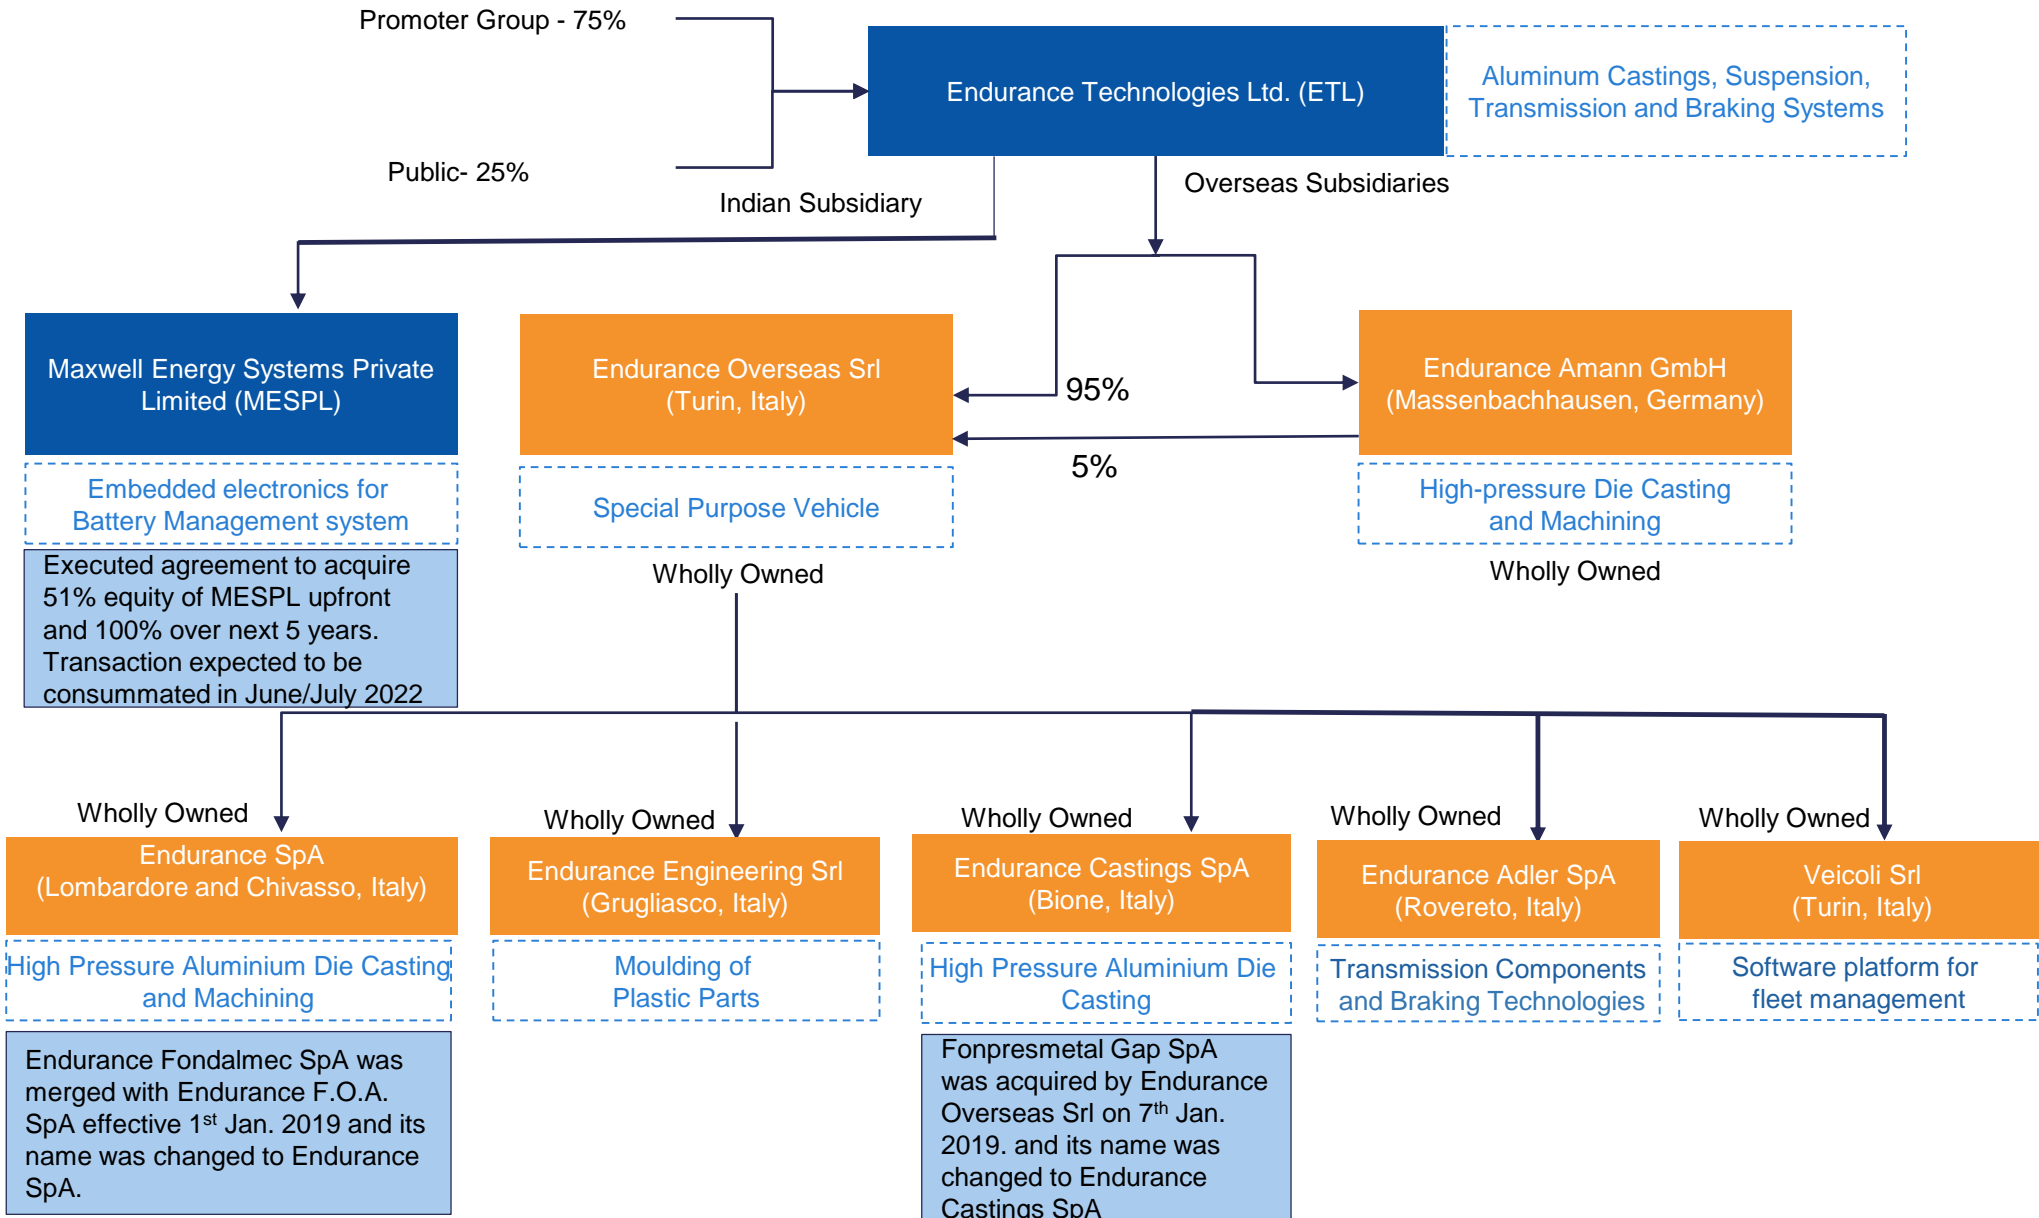 Promoter Group - 75%
Endurance Technologies Ltd. (ETL)
Aluminum Castings, Suspension,
Transmission and Braking Systems
Public- 25%
Indian Subsidiary
Overseas Subsidiaries
Maxwell Energy Systems Private
Limited (MESPL)
Endurance Overseas Srl
(Turin, Italy)
95%
5%
Endurance Amann GmbH
(Massenbachhausen, Germany)
Embedded electronics for
Battery Management system
Special Purpose Vehicle
High-pressure Die Casting
and Machining
Executed agreement to acquire
51% equity of MESPL upfront
and 100% over next 5 years.
Transaction expected to be
consummated in June/July 2022
Wholly Owned
Wholly Owned
Wholly Owned
Endurance SpA
(Lombardore and Chivasso, Italy)
High Pressure Aluminium Die Casting
and Machining
Endurance Fondalmec SpA was
merged with Endurance F.O.A.
SpA effective 1st Jan. 2019 and its
name was changed to Endurance
SpA.
Wholly Owned
Endurance Engineering Srl
(Grugliasco, Italy)
Moulding of
Plastic Parts
Wholly Owned
Endurance Castings SpA
(Bione, Italy)
High Pressure Aluminium Die
Casting
Fonpresmetal Gap SpA
was acquired by Endurance
Overseas Srl on 7th Jan.
2019. and its name was
changed to Endurance
Castings SpA
Wholly Owned
Endurance Adler SpA
(Rovereto, Italy)
Transmission Components
and Braking Technologies
Wholly Owned
Veicoli Srl
(Turin, Italy)
Software platform for
fleet management